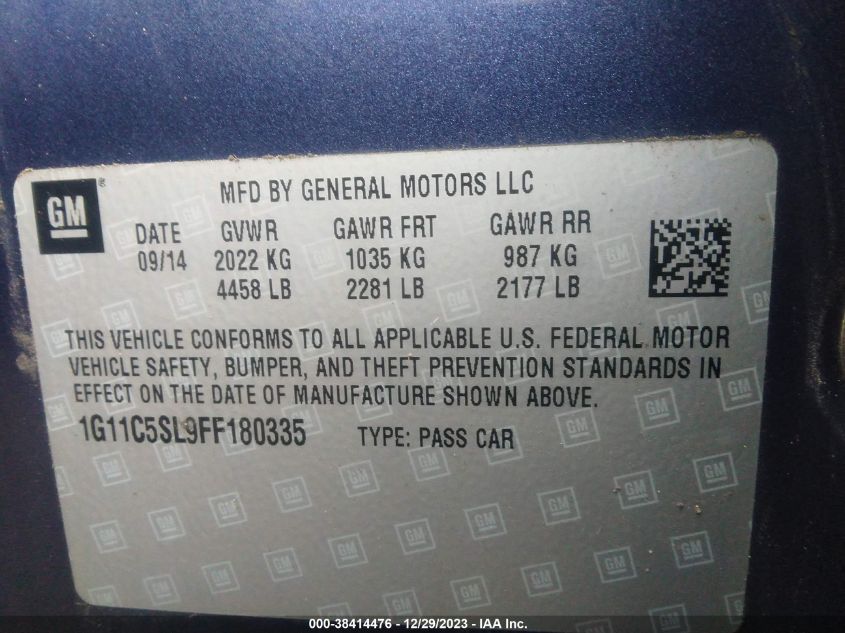 GM
MFD BY GENERAL MOTORS LLC
DATE GVWR GAWR FRT GAWR RR
09/14 2022 KG 1035 KG 987 KG
4458 LB 2281 LB 2177 LB
THIS VEHICLE CONFORMS TO ALL APPLICABLE U.S. FEDERAL MOTOR
VEHICLE SAFETY, BUMPER, AND THEFT PREVENTION STANDARDS IN
EFFECT ON THE DATE OF MANUFACTURE SHOWN ABOVE.
1G11C5SL9FF180335 TYPE: PASS CAR
000-38414476 - 12/29/2023 - IAA Inc.